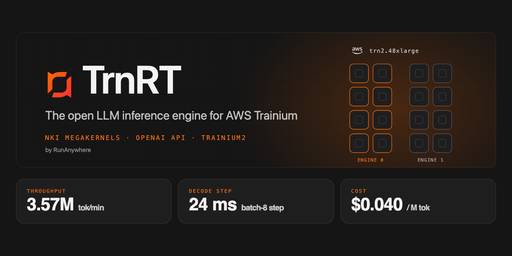 aws trn2.48xlarge
TrnRT
The open LLM inference engine for AWS Trainium
NKI MEGAKERNELS · OPENAI API · TRAINIUM2
by RunAnywhere
ENGINE 0 ENGINE 1
THROUGHPUT
3.57M tok/min
DECODE STEP
24 ms batch-8 step
COST
$0.040 / M tok